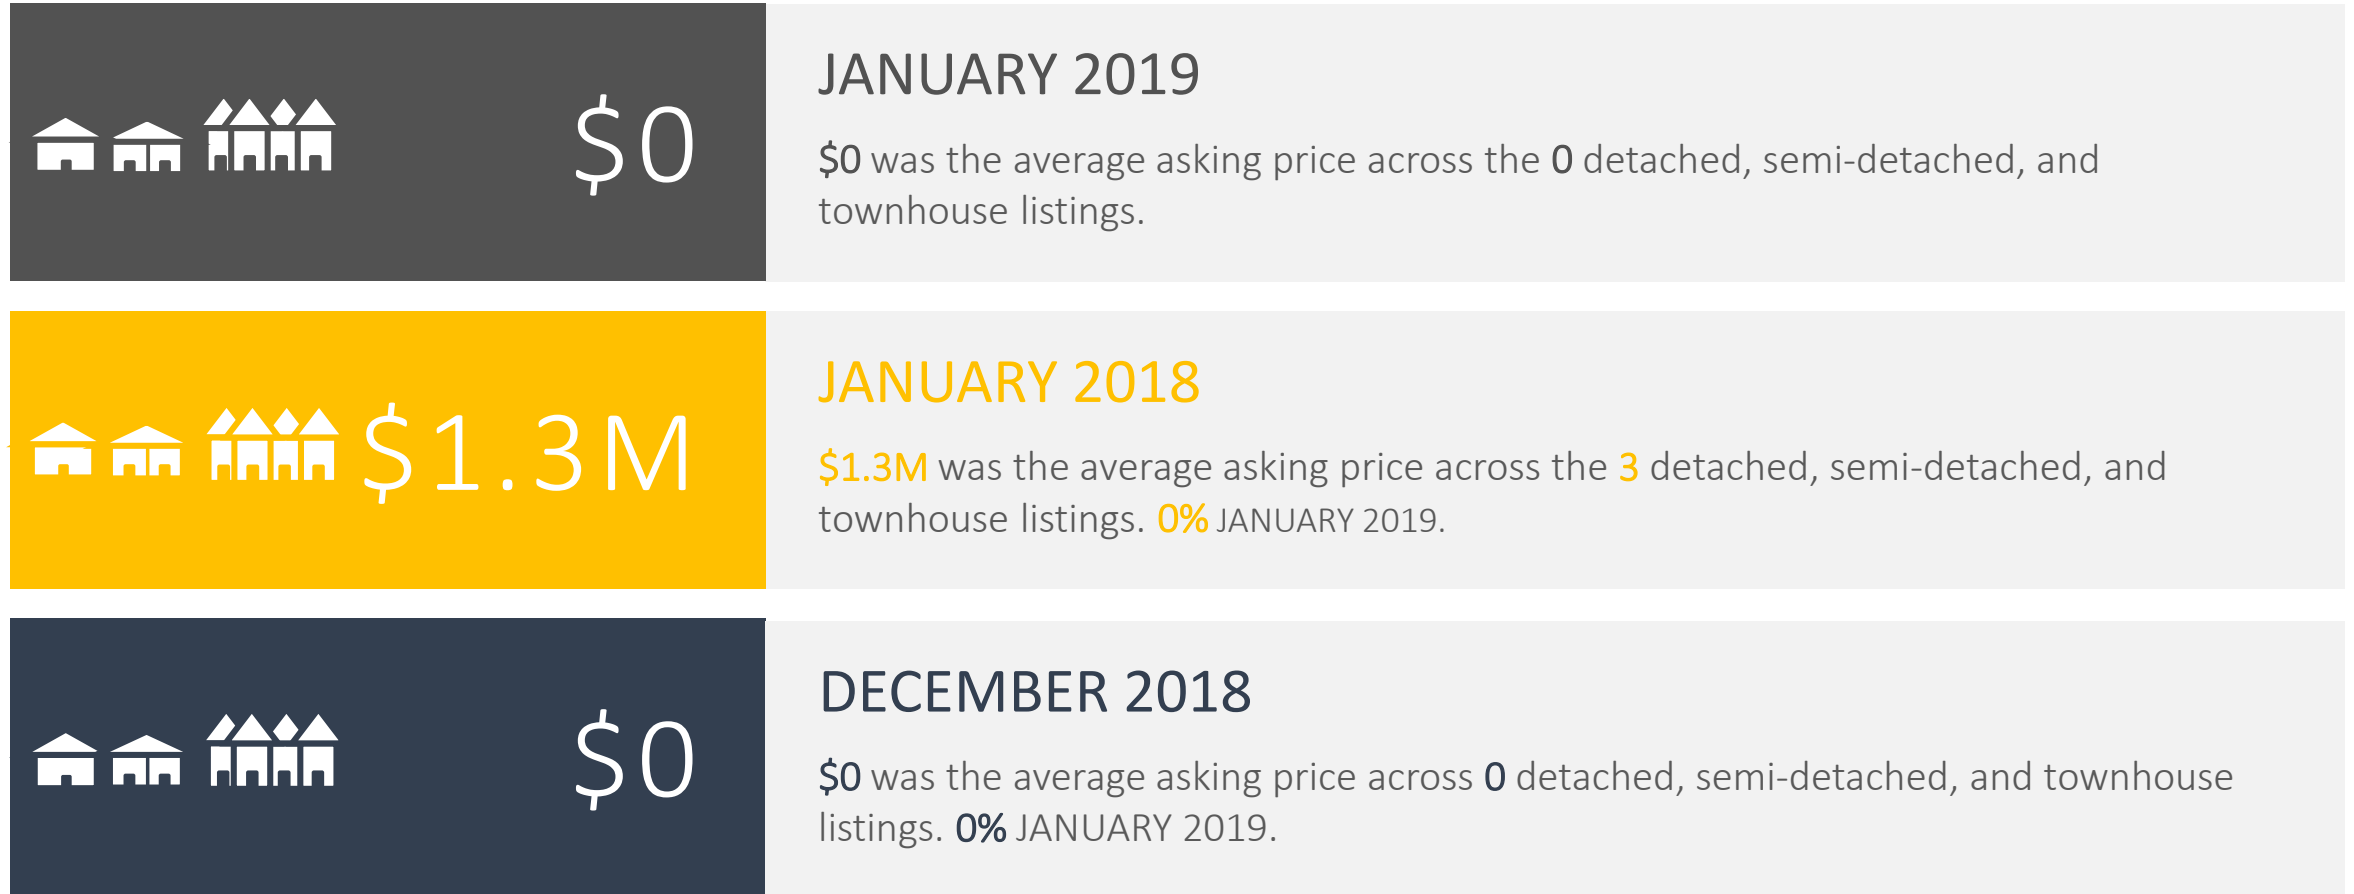 $0
JANUARY 2019
$0 was the average asking price across the 0 detached, semi-detached, and
townhouse listings.
$1.3M
JANUARY 2018
$1.3M was the average asking price across the 3 detached, semi-detached, and
townhouse listings. 0% JANUARY 2019.
$0
DECEMBER 2018
$0 was the average asking price across 0 detached, semi-detached, and townhouse
listings. 0% JANUARY 2019.